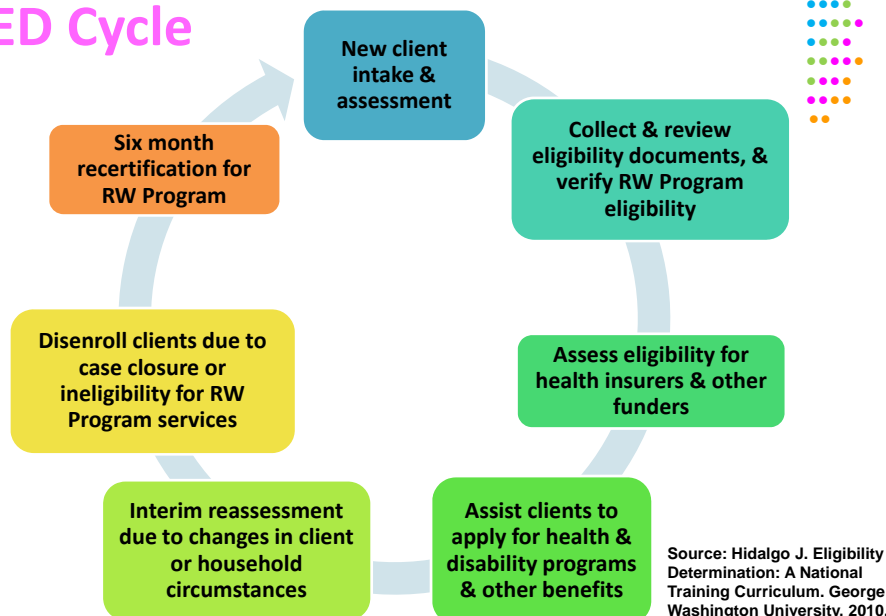 ED Cycle
New client
intake &
assessment
Collect & review
eligibility documents, &
verify RW Program
eligibility
Assess eligibility for
health insurers & other
funders
Assist clients to
apply for health &
disability programs
& other benefits
Interim reassessment
due to changes in client
or household
circumstances
Disenroll clients due to
case closure or
ineligibility for RW
Program services
Six month
recertification for
RW Program
Source: Hidalgo J. Eligibility
Determination: A National
Training Curriculum. George
Washington University, 2010.